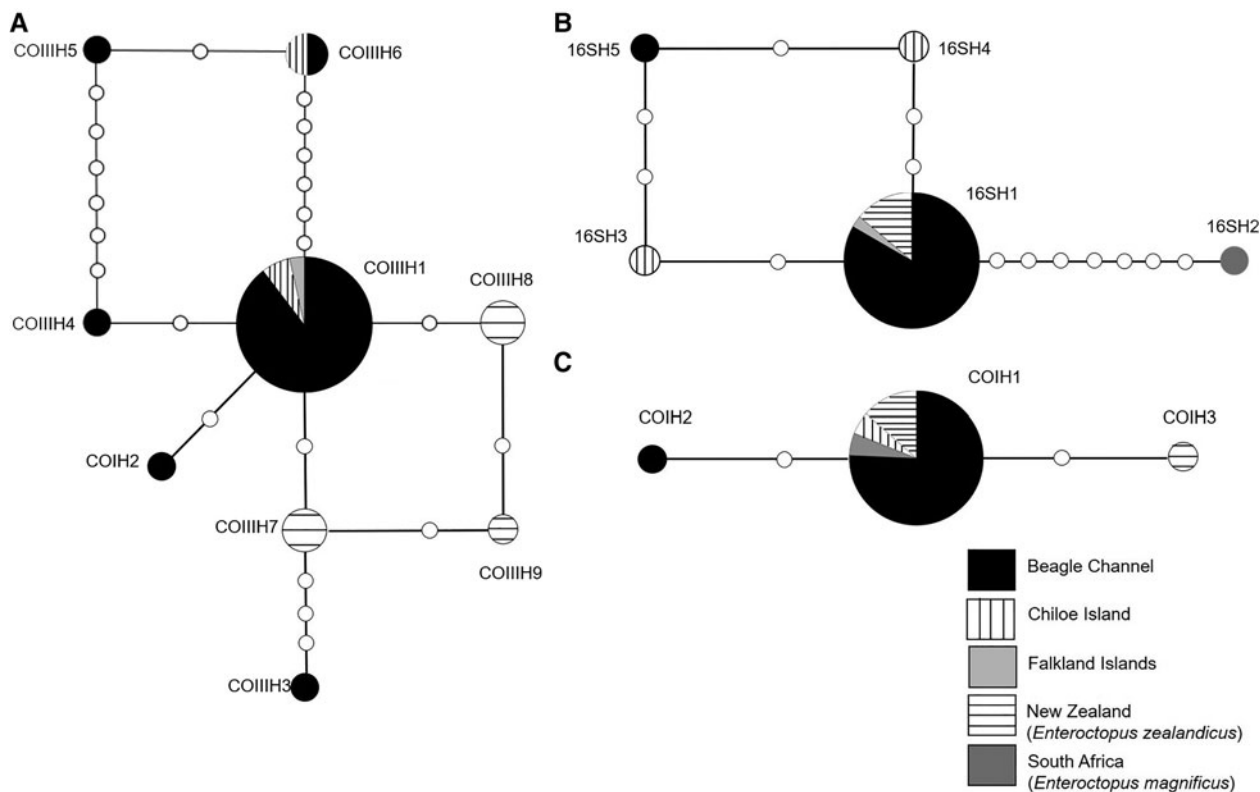 A
COIIIH5
COIIIH6
COIIIH1
COIIIH8
COIIIH4
COIH2
COIIIH7
COIIIH9
COIIIH3
B
16SH5
16SH4
16SH1
16SH2
16SH3
C
COIH1
COIH2
COIH3
Beagle Channel
Chiloe Island
Falkland Islands
New Zealand
(Enteroctopus zealandicus)
South Africa
(Enteroctopus magnificus)